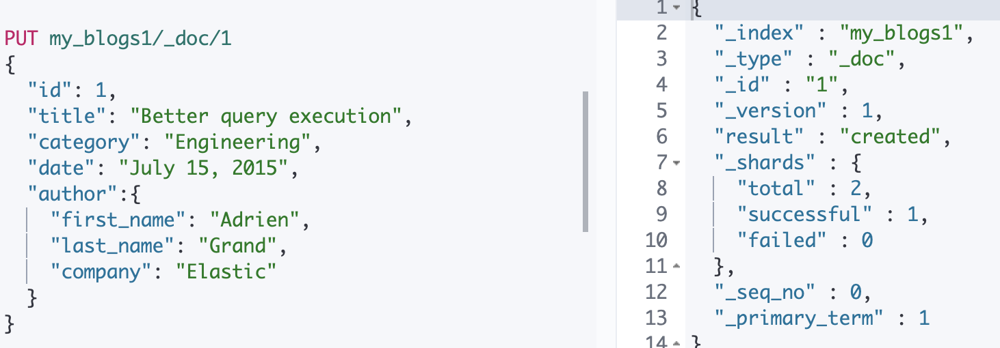 PUT my_blogs1/_doc/1
{
"id": 1,
"title": "Better query execution",
"category": "Engineering",
"date": "July 15, 2015",
"author":{
"first_name": "Adrien",
"last_name": "Grand",
"company": "Elastic"
}
}
1 {
2 "_index" : "my_blogs1",
3 "_type" : "_doc",
4 "_id" : "1",
5 "_version" : 1,
6 "result" : "created",
7 "_shards" : {
8 "total" : 2,
9 "successful" : 1,
10 "failed" : 0
11 },
12 "_seq_no" : 0,
13 "_primary_term" : 1
14 }